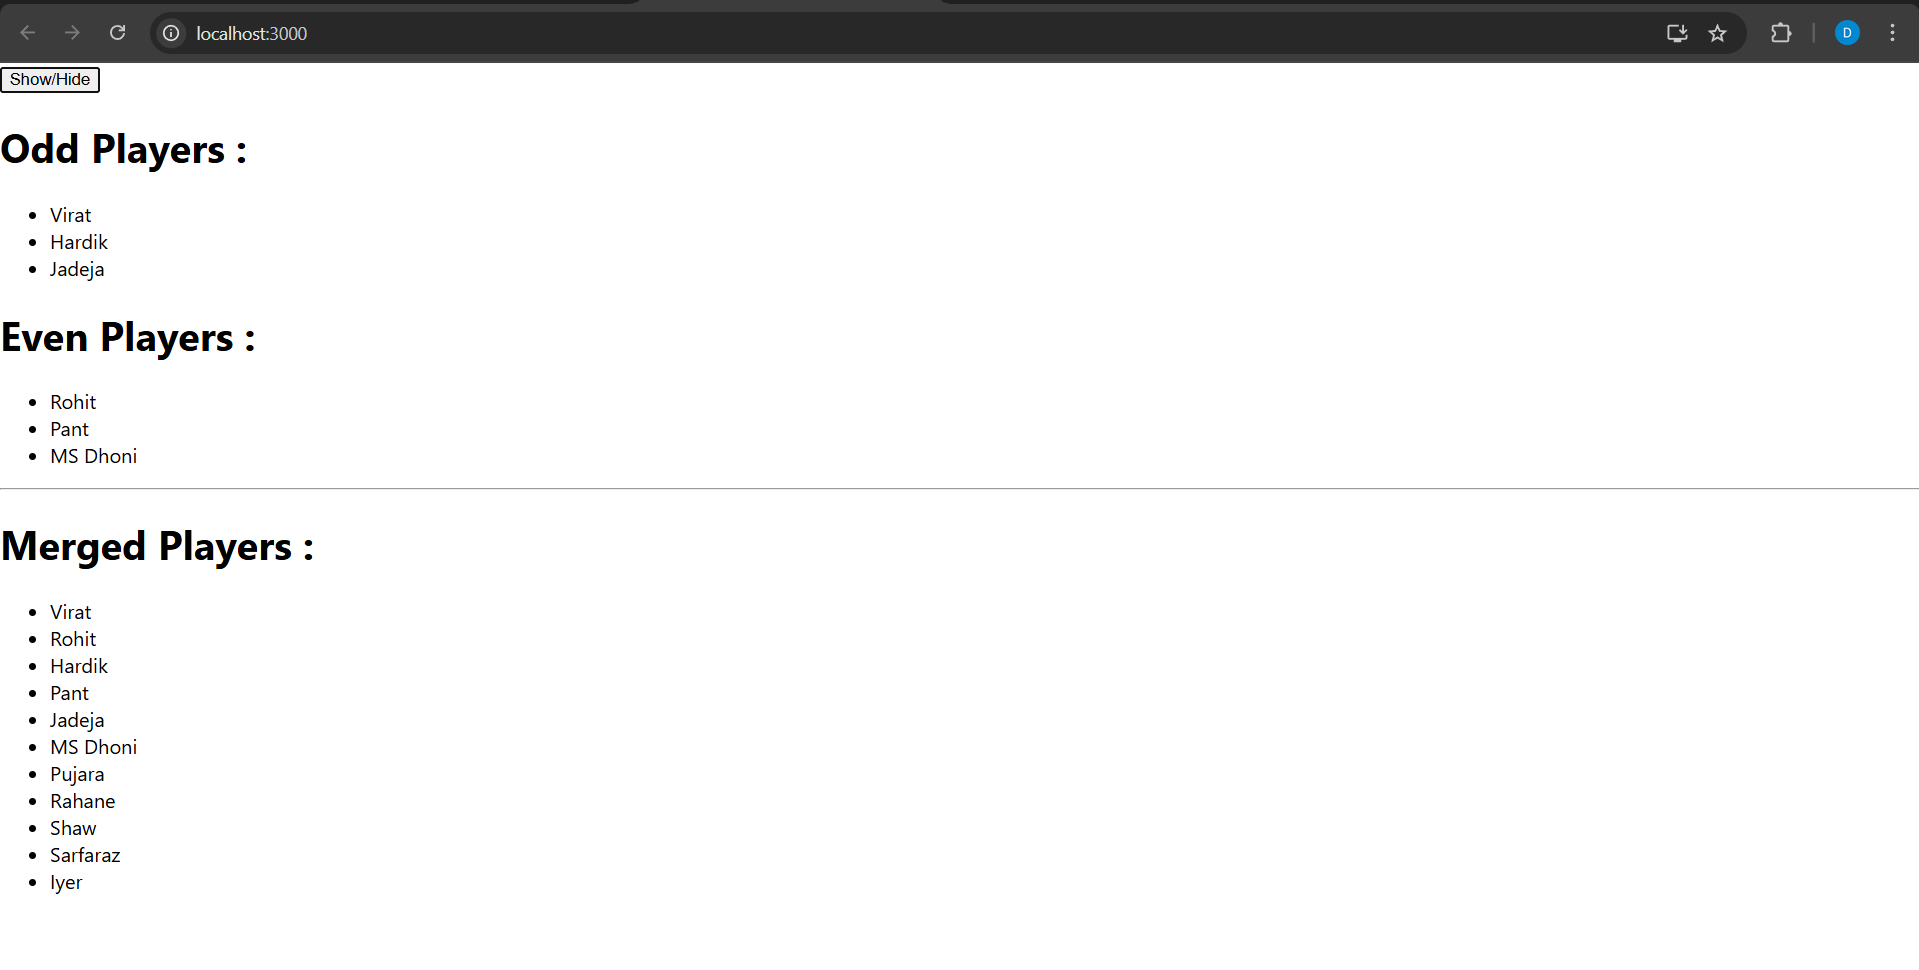 localhost:3000
D
Show/Hide
Odd Players :
Virat
Hardik
Jadeja
Even Players :
Rohit
Pant
MS Dhoni
Merged Players :
Virat
Rohit
Hardik
Pant
Jadeja
MS Dhoni
Pujara
Rahane
Shaw
Sarfaraz
Iyer